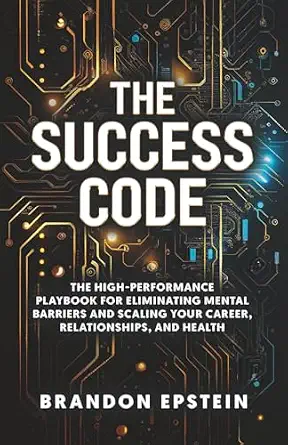 THE
SUCCESS
CODE
THE HIGH-PERFORMANCE
PLAYBOOK FOR ELIMINATING MENTAL
BARRIERS AND SCALING YOUR CAREER,
RELATIONSHIPS, AND HEALTH
BRANDON EPSTEIN